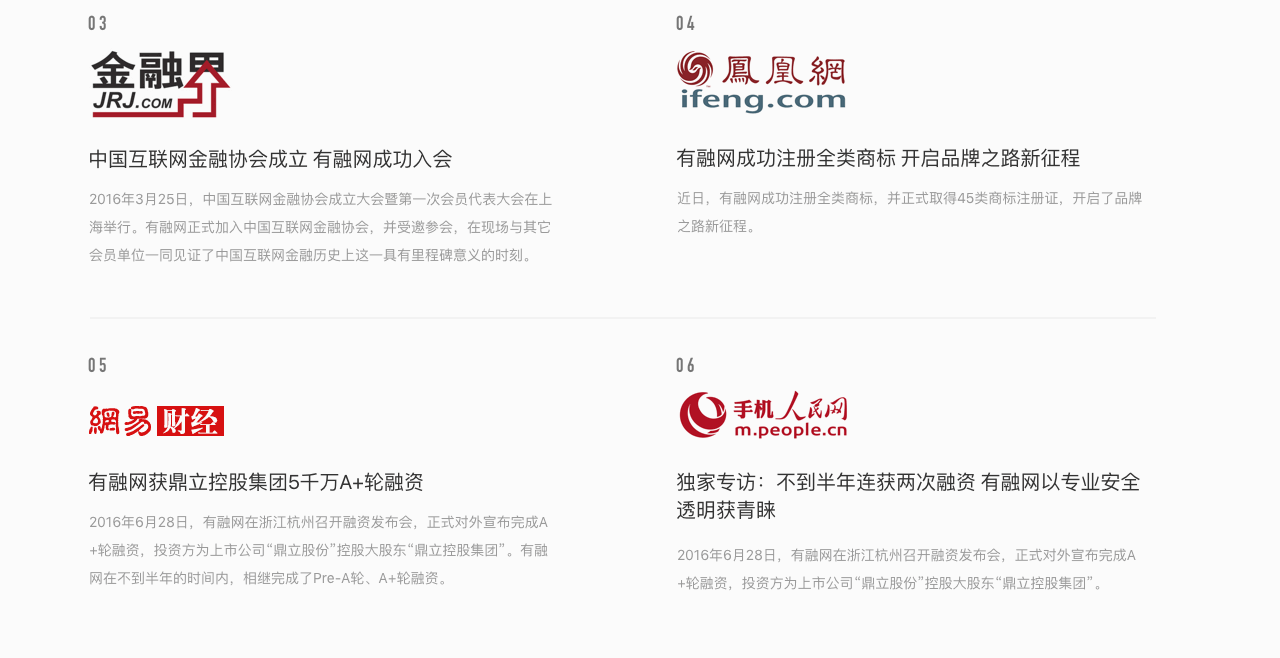 03
金融界
JRJ.COM
中国互联网金融协会成立 有融网成功入会
2016年3月25日，中国互联网金融协会成立大会暨第一次会员代表大会在上
海举行。有融网正式加入中国互联网金融协会，并受邀参会，在现场与其它
会员单位一同见证了中国互联网金融历史上这一具有里程碑意义的时刻。
04
鳳凰網
ifeng.com
有融网成功注册全类商标 开启品牌之路新征程
近日，有融网成功注册全类商标，并正式取得45类商标注册证，开启了品牌
之路新征程。
05
網易 财经
有融网获鼎立控股集团5千万A+轮融资
2016年6月28日，有融网在浙江杭州召开融资发布会，正式对外宣布完成A
+轮融资，投资方为上市公司“鼎立股份”控股大股东“鼎立控股集团”。有融
网在不到半年的时间内，相继完成了Pre-A轮、A+轮融资。
06
手机人民网
m.people.cn
独家专访：不到半年连获两次融资 有融网以专业安全
透明获青睐
2016年6月28日，有融网在浙江杭州召开融资发布会，正式对外宣布完成A
+轮融资，投资方为上市公司“鼎立股份”控股大股东“鼎立控股集团”。